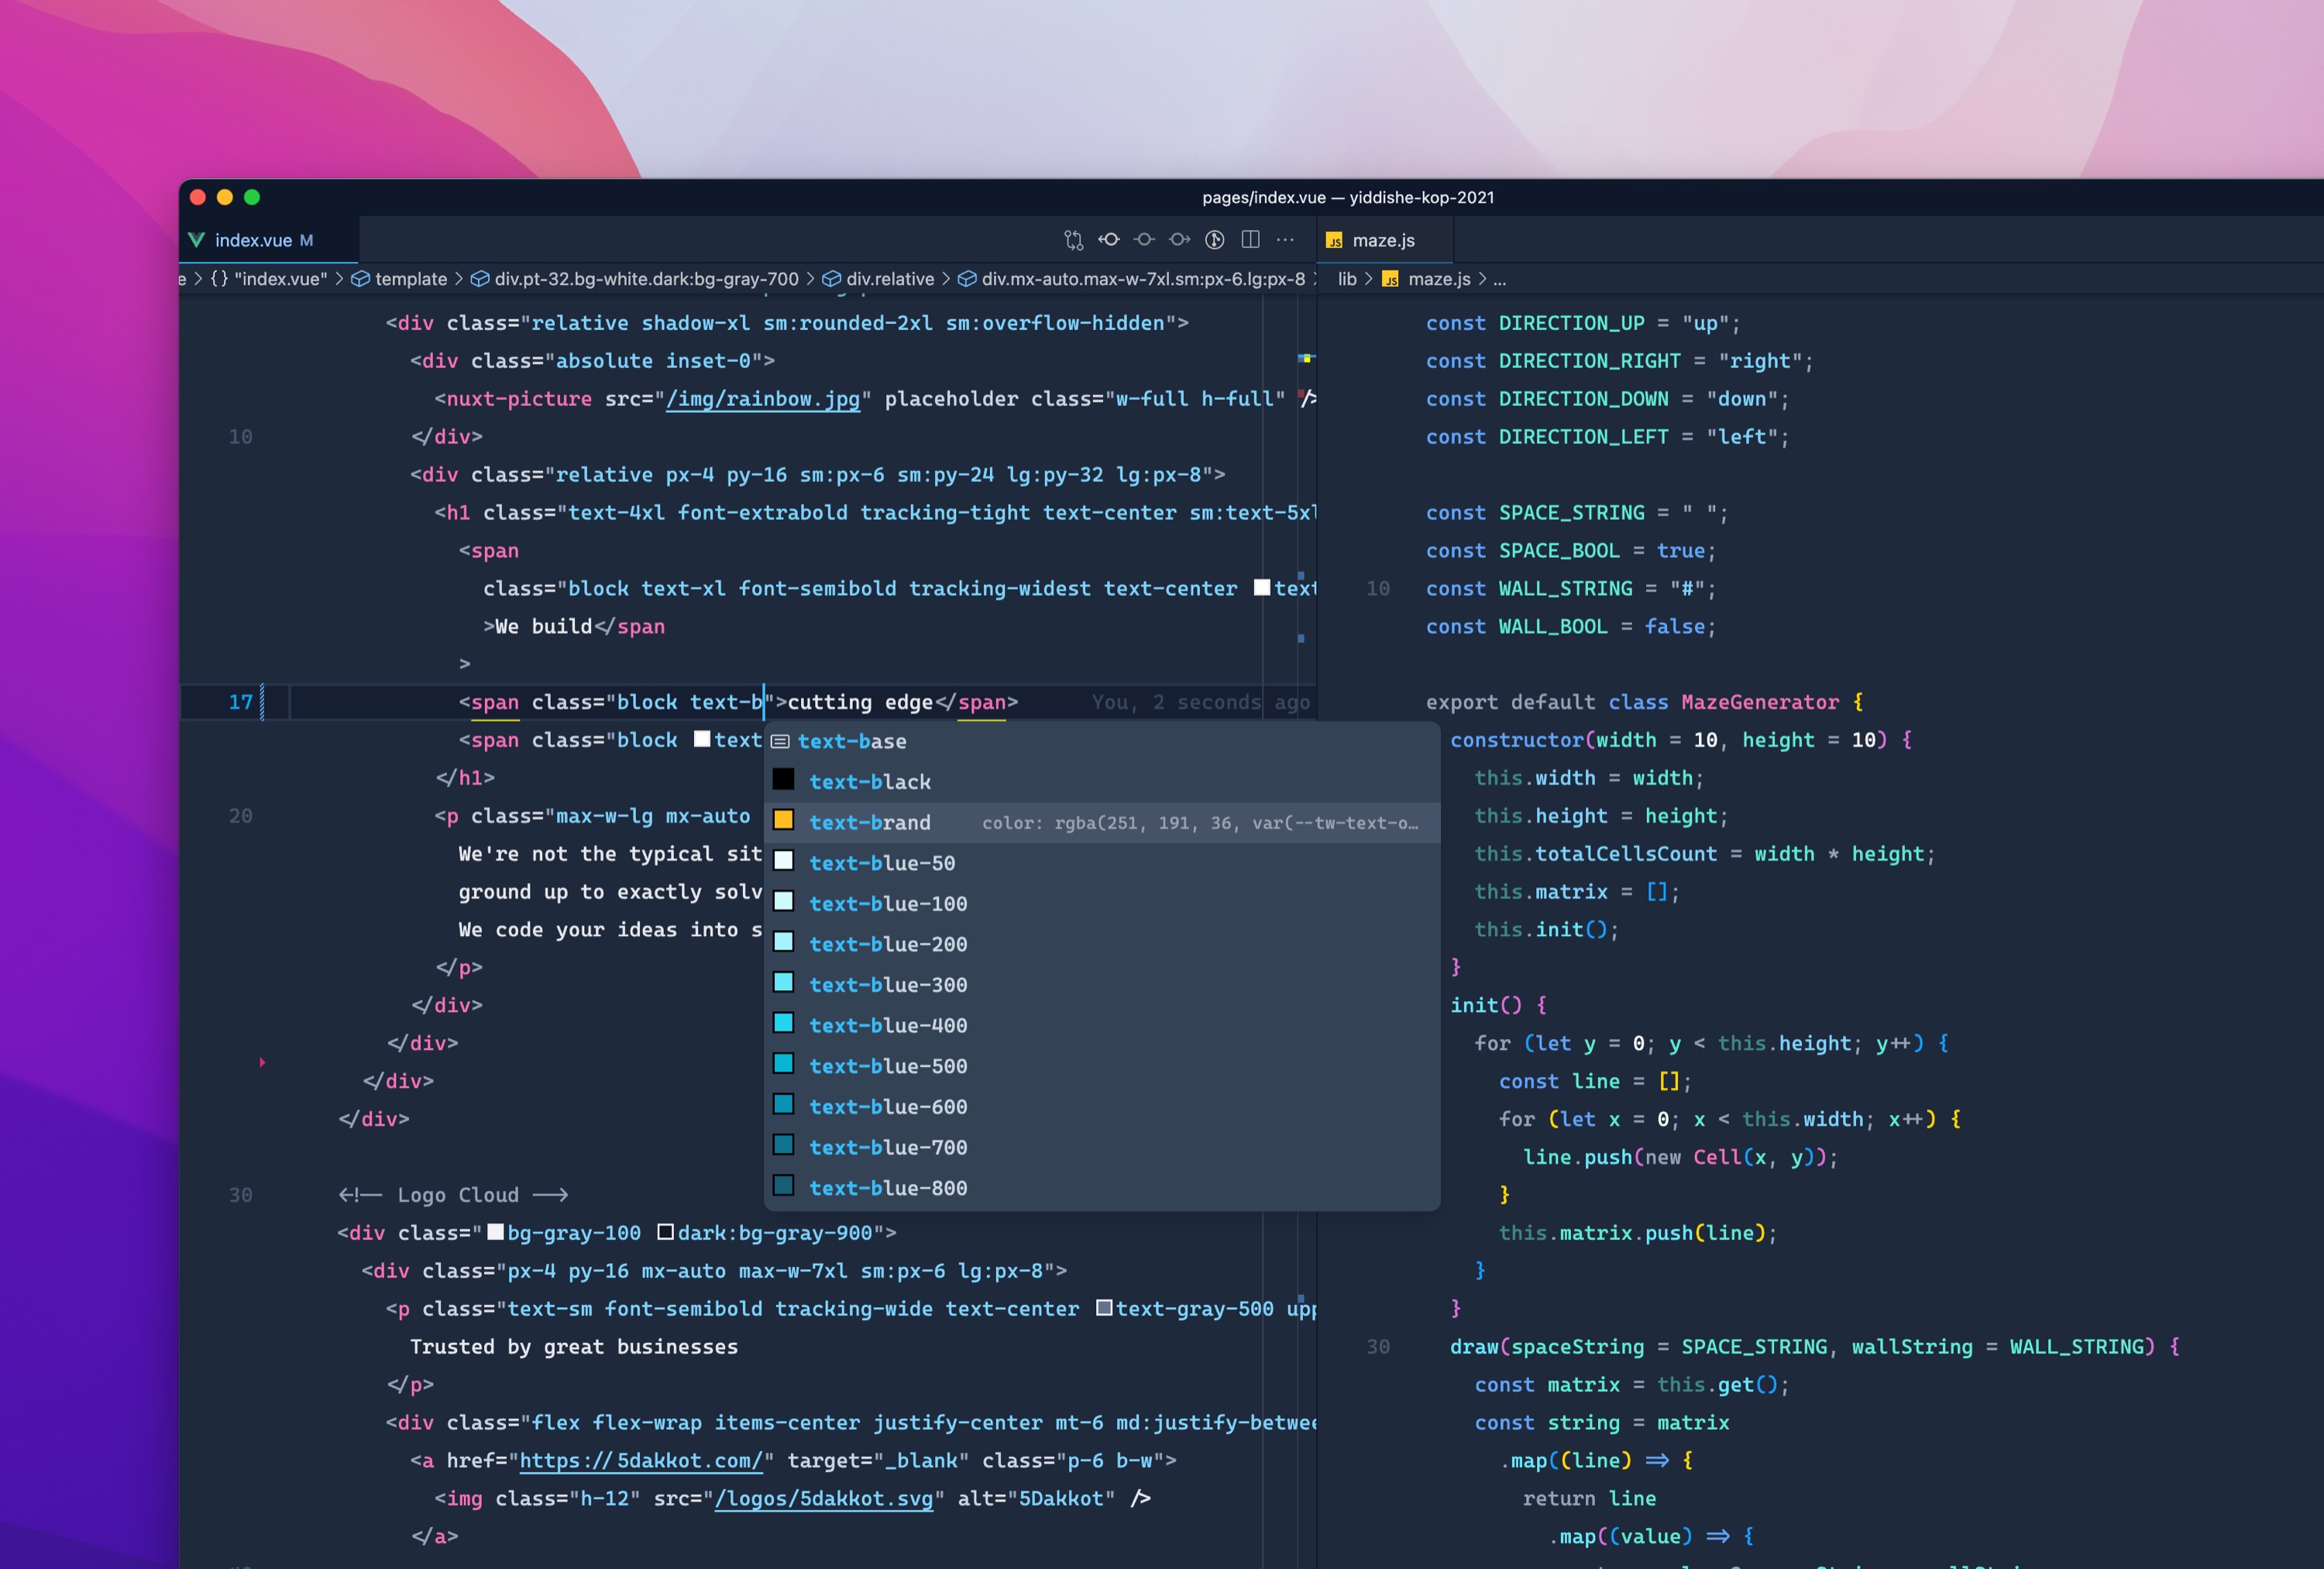 pages/index.vue — yiddishe-kop-2021
index.vue M
e > {} "index.vue" > template > div.pt-32.bg-white.dark:bg-gray-700 > div.relative > div.mx-auto.max-w-7xl.sm:px-6.lg:px-8 >
<div class="relative shadow-xl sm:rounded-2xl sm:overflow-hidden">
<div class="absolute inset-0">
<nuxt-picture src="/img/rainbow.jpg" placeholder class="w-full h-full" />
10 </div>
<div class="relative px-4 py-16 sm:px-6 sm:py-24 lg:py-32 lg:px-8">
<h1 class="text-4xl font-extrabold tracking-tight text-center sm:text-5xl
<span
class="block text-xl font-semibold tracking-widest text-center text
>We build</span
>
17 <span class="block text-b">cutting edge</span> You, 2 seconds ago
<span class="block text
</h1>
20 <p class="max-w-lg mx-auto
We're not the typical sit
ground up to exactly solv
We code your ideas into s
</p>
</div>
</div>
</div>
</div>
30 <!-- Logo Cloud -->
<div class="bg-gray-100 dark:bg-gray-900">
<div class="px-4 py-16 mx-auto max-w-7xl sm:px-6 lg:px-8">
<p class="text-sm font-semibold tracking-wide text-center text-gray-500 upp
Trusted by great businesses
</p>
<div class="flex flex-wrap items-center justify-center mt-6 md:justify-betwee
<a href="https://5dakkot.com/" target="_blank" class="p-6 b-w">
<img class="h-12" src="/logos/5dakkot.svg" alt="5Dakkot" />
</a>
text-base
text-black
text-brand color: rgba(251, 191, 36, var(--tw-text-o…
text-blue-50
text-blue-100
text-blue-200
text-blue-300
text-blue-400
text-blue-500
text-blue-600
text-blue-700
text-blue-800
JS maze.js
lib > JS maze.js > ...
const DIRECTION_UP = "up";
const DIRECTION_RIGHT = "right";
const DIRECTION_DOWN = "down";
const DIRECTION_LEFT = "left";
const SPACE_STRING = " ";
const SPACE_BOOL = true;
10 const WALL_STRING = "#";
const WALL_BOOL = false;
export default class MazeGenerator {
constructor(width = 10, height = 10) {
this.width = width;
this.height = height;
this.totalCellsCount = width * height;
this.matrix = [];
this.init();
}
init() {
for (let y = 0; y < this.height; y++) {
const line = [];
for (let x = 0; x < this.width; x++) {
line.push(new Cell(x, y));
}
this.matrix.push(line);
}
}
30 draw(spaceString = SPACE_STRING, wallString = WALL_STRING) {
const matrix = this.get();
const string = matrix
.map((line) => {
return line
.map((value) => {